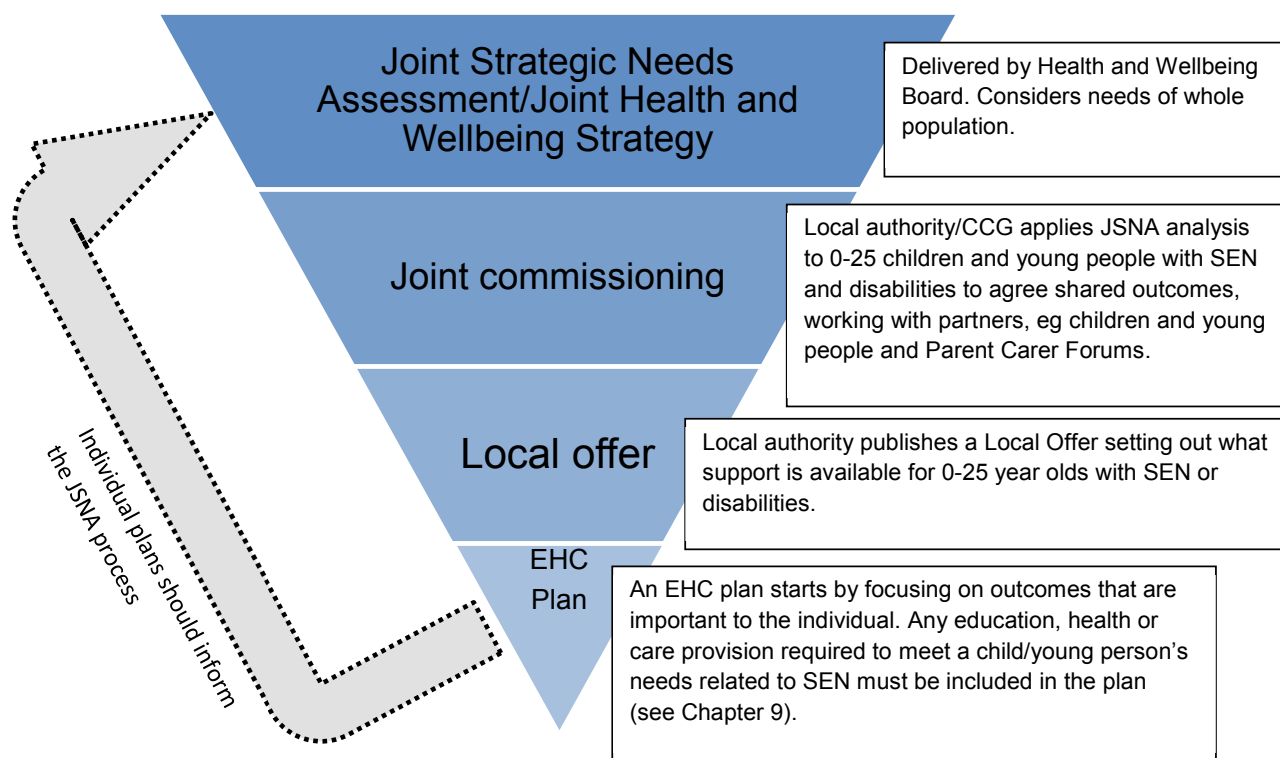 Joint Strategic Needs
Assessment/Joint Health and
Wellbeing Strategy
Delivered by Health and Wellbeing
Board. Considers needs of whole
population.
Joint commissioning
Local authority/CCG applies JSNA analysis
to 0-25 children and young people with SEN
and disabilities to agree shared outcomes,
working with partners, eg children and young
people and Parent Carer Forums.
Local offer
Local authority publishes a Local Offer setting out what
support is available for 0-25 year olds with SEN or
disabilities.
EHC
Plan
An EHC plan starts by focusing on outcomes that are
important to the individual. Any education, health or
care provision required to meet a child/young person’s
needs related to SEN must be included in the plan
(see Chapter 9).
Individual plans should inform
the JSNA process